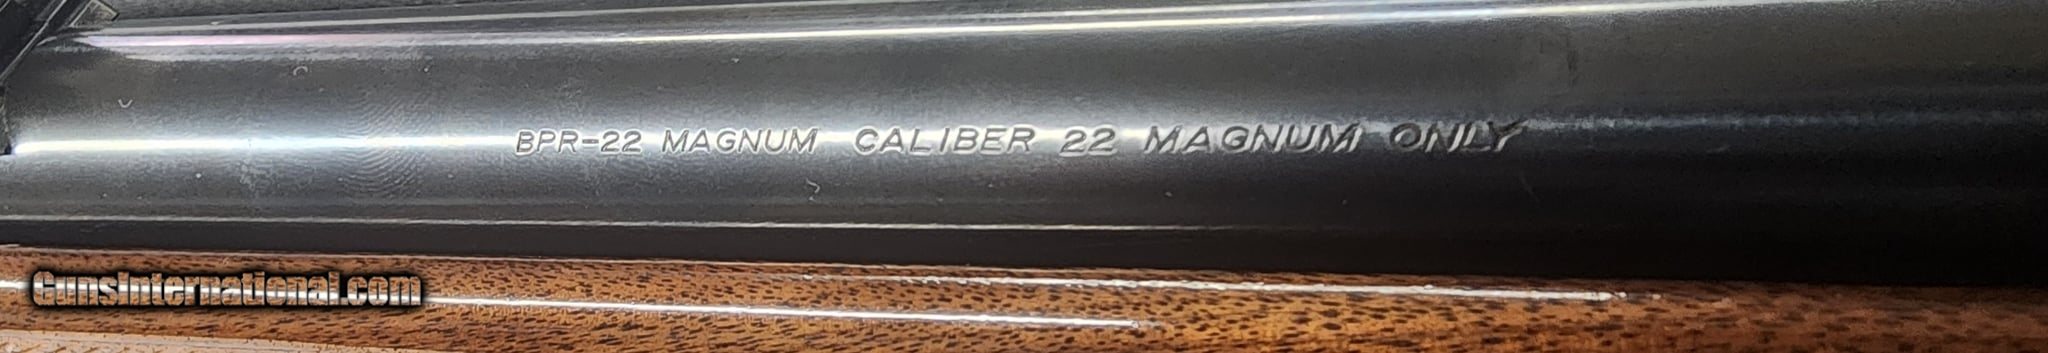 BPR-22 MAGNUM CALIBER 22 MAGNUM ONLY
GunsInternational.com